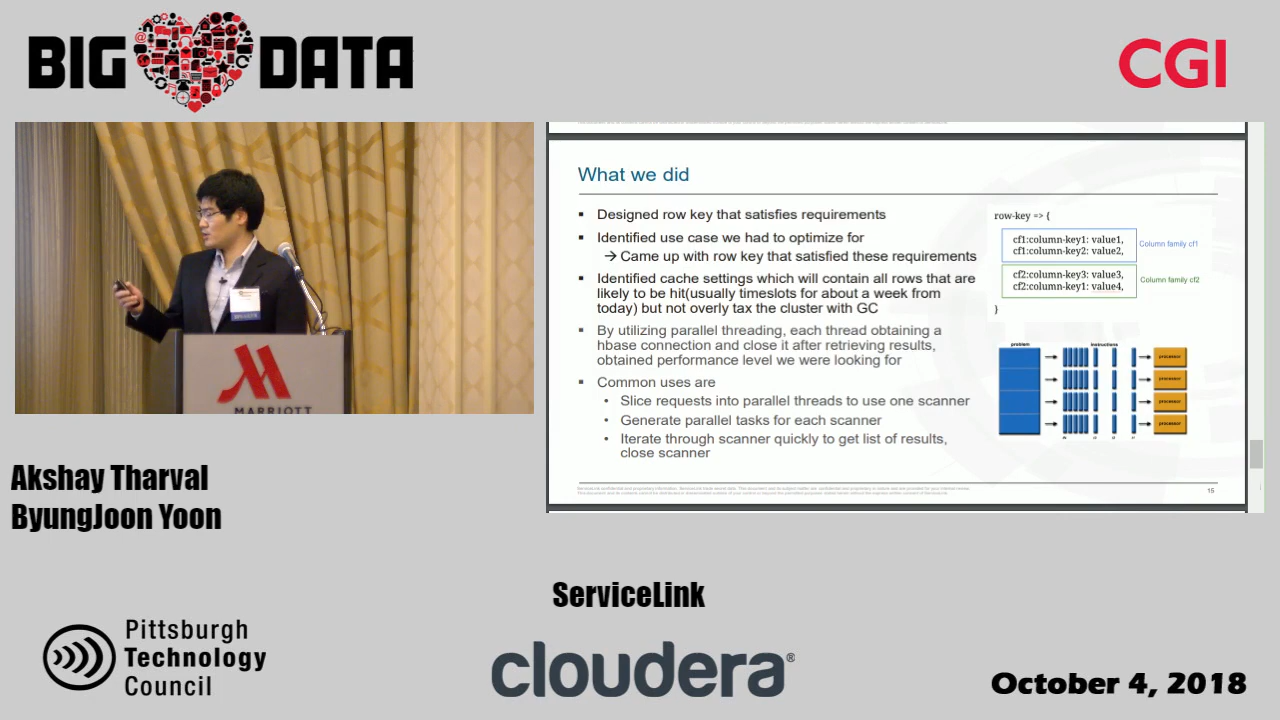 BIG DATA
CGI
What we did
Designed row key that satisfies requirements
Identified use case we had to optimize for
→ Came up with row key that satisfied these requirements
Identified cache settings which will contain all rows that are
likely to be hit(usually timeslots for about a week from
today) but not overly tax the cluster with GC
By utilizing parallel threading, each thread obtaining a
hbase connection and close it after retrieving results,
obtained performance level we were looking for
Common uses are
Slice requests into parallel threads to use one scanner
Generate parallel tasks for each scanner
Iterate through scanner quickly to get list of results,
close scanner
row-key => {
cf1:column-key1: value1,
cf1:column-key2: value2,
Column family cf1
cf2:column-key3: value3,
cf2:column-key1: value4,
Column family cf2
}
problem
instructions
processor
processor
processor
processor
15
MARRIOTT
Akshay Tharval
ByungJoon Yoon
ServiceLink
Pittsburgh
Technology
Council
cloudera®
October 4, 2018